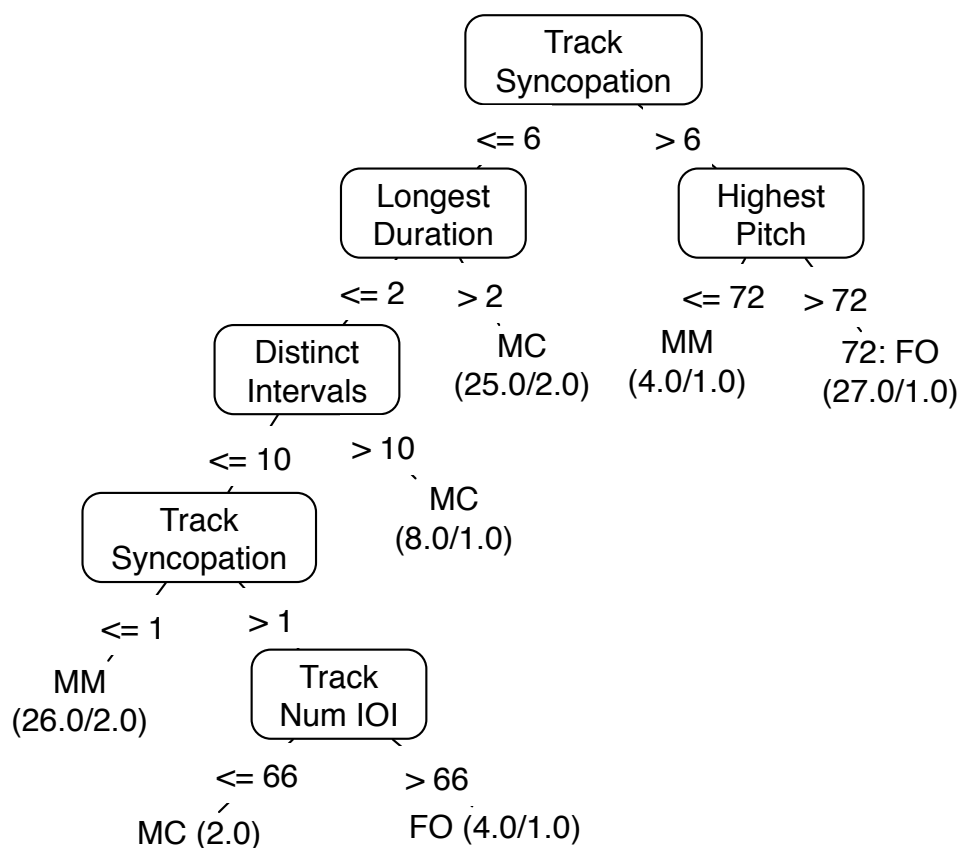 Track
Syncopation
<= 6
> 6
Longest
Duration
Highest
Pitch
<= 2
> 2
<= 72
> 72
Distinct
Intervals
MC
(25.0/2.0)
MM
(4.0/1.0)
72: FO
(27.0/1.0)
<= 10
> 10
Track
Syncopation
MC
(8.0/1.0)
<= 1
> 1
MM
(26.0/2.0)
Track
Num IOI
<= 66
> 66
MC (2.0)
FO (4.0/1.0)